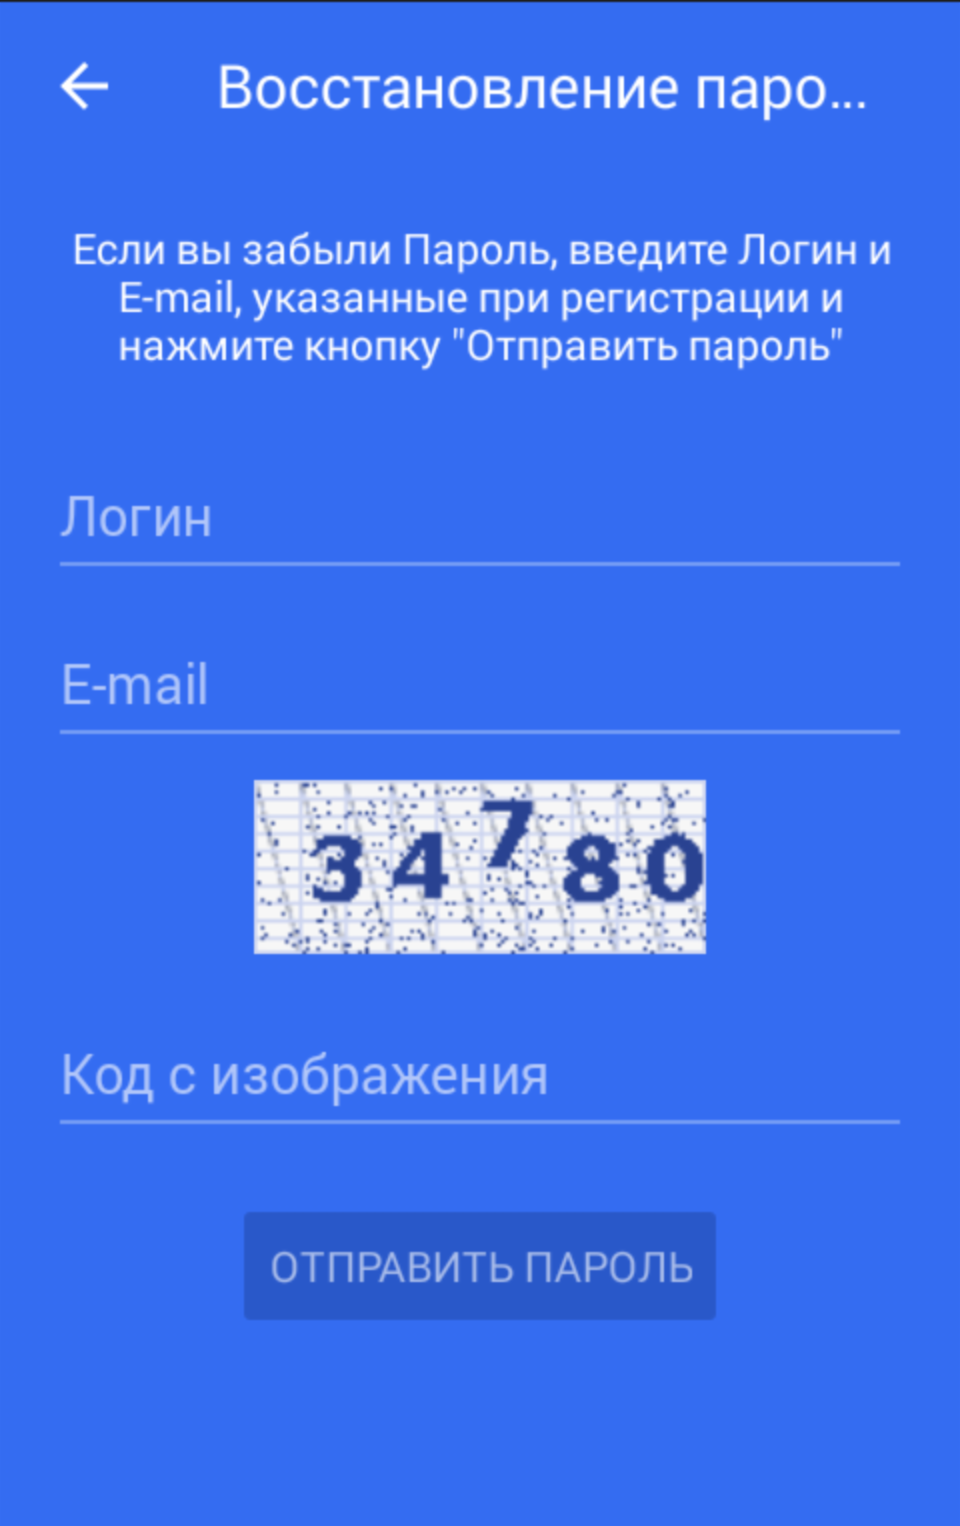 Восстановление паро...
Если вы забыли Пароль, введите Логин и
E-mail, указанные при регистрации и
нажмите кнопку "Отправить пароль"
Логин
E-mail
34780
Код с изображения
ОТПРАВИТЬ ПАРОЛЬ